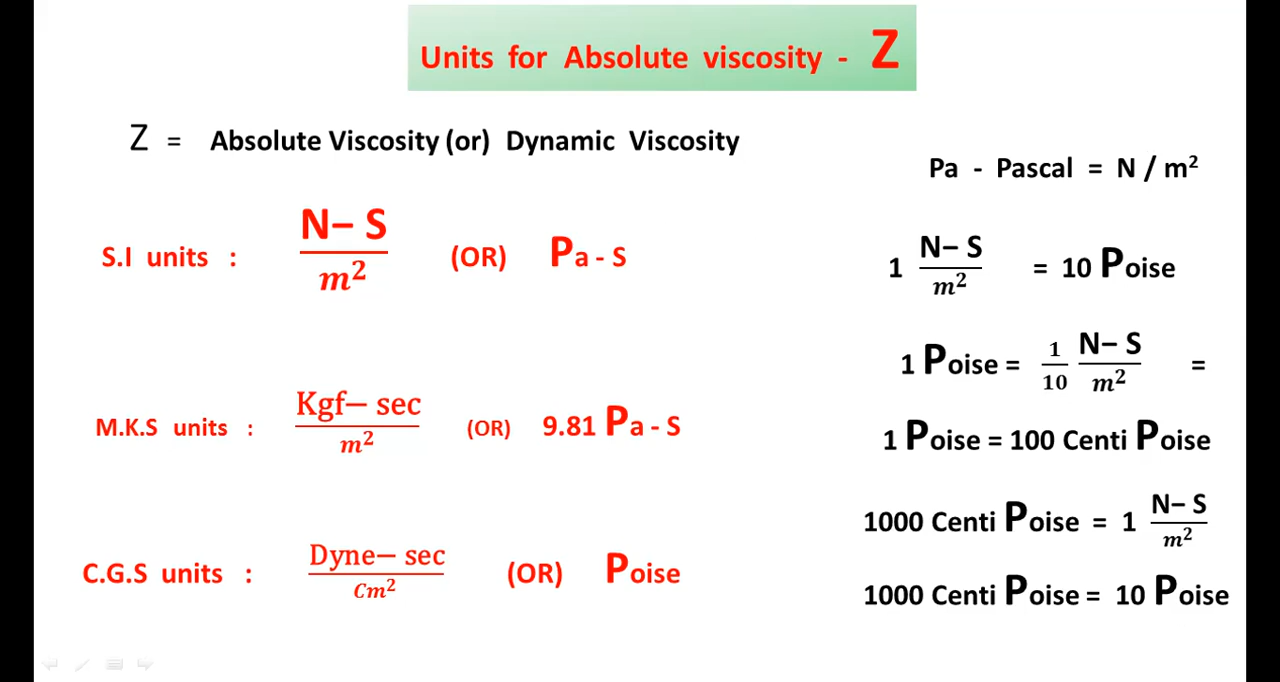 Units for Absolute viscosity - Z
Z = Absolute Viscosity (or) Dynamic Viscosity
S.I units : N– S / m² (OR) Pa - S
M.K.S units : Kgf– sec / m² (OR) 9.81 Pa - S
C.G.S units : Dyne– sec / Cm² (OR) Poise
Pa - Pascal = N / m²
1 N– S / m² = 10 Poise
1 Poise = 1/10 N– S / m² =
1 Poise = 100 Centi Poise
1000 Centi Poise = 1 N– S / m²
1000 Centi Poise = 10 Poise